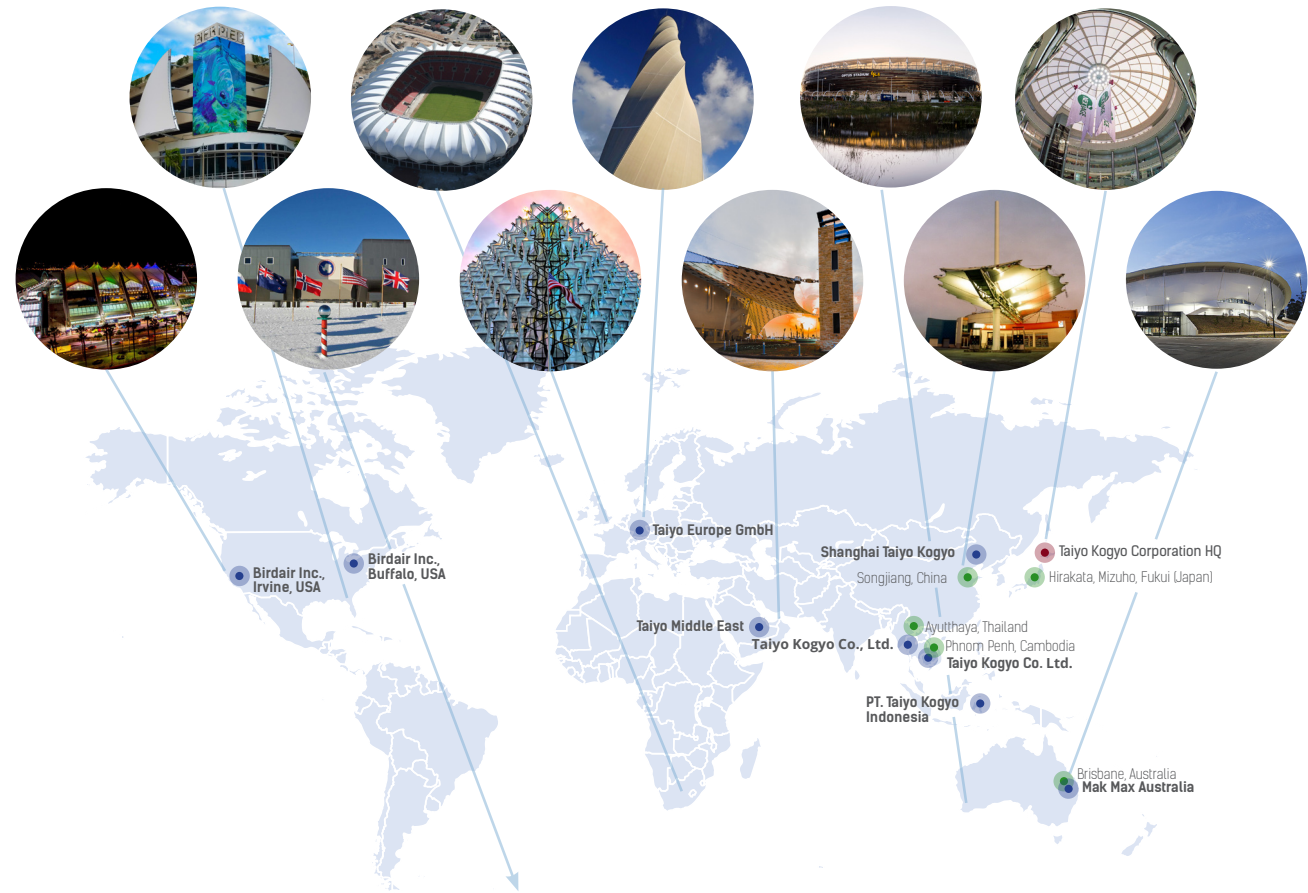 OPTUS STADIUM
Taiyo Europe GmbH
Shanghai Taiyo Kogyo
Taiyo Kogyo Corporation HQ
Birdair Inc.,
Buffalo, USA
Birdair Inc.,
Irvine, USA
Songjiang, China
Hirakata, Mizuho, Fukui (Japan)
Taiyo Middle East
Ayutthaya, Thailand
Taiyo Kogyo Co., Ltd.
Phnom Penh, Cambodia
Taiyo Kogyo Co. Ltd.
PT. Taiyo Kogyo
Indonesia
Brisbane, Australia
Mak Max Australia